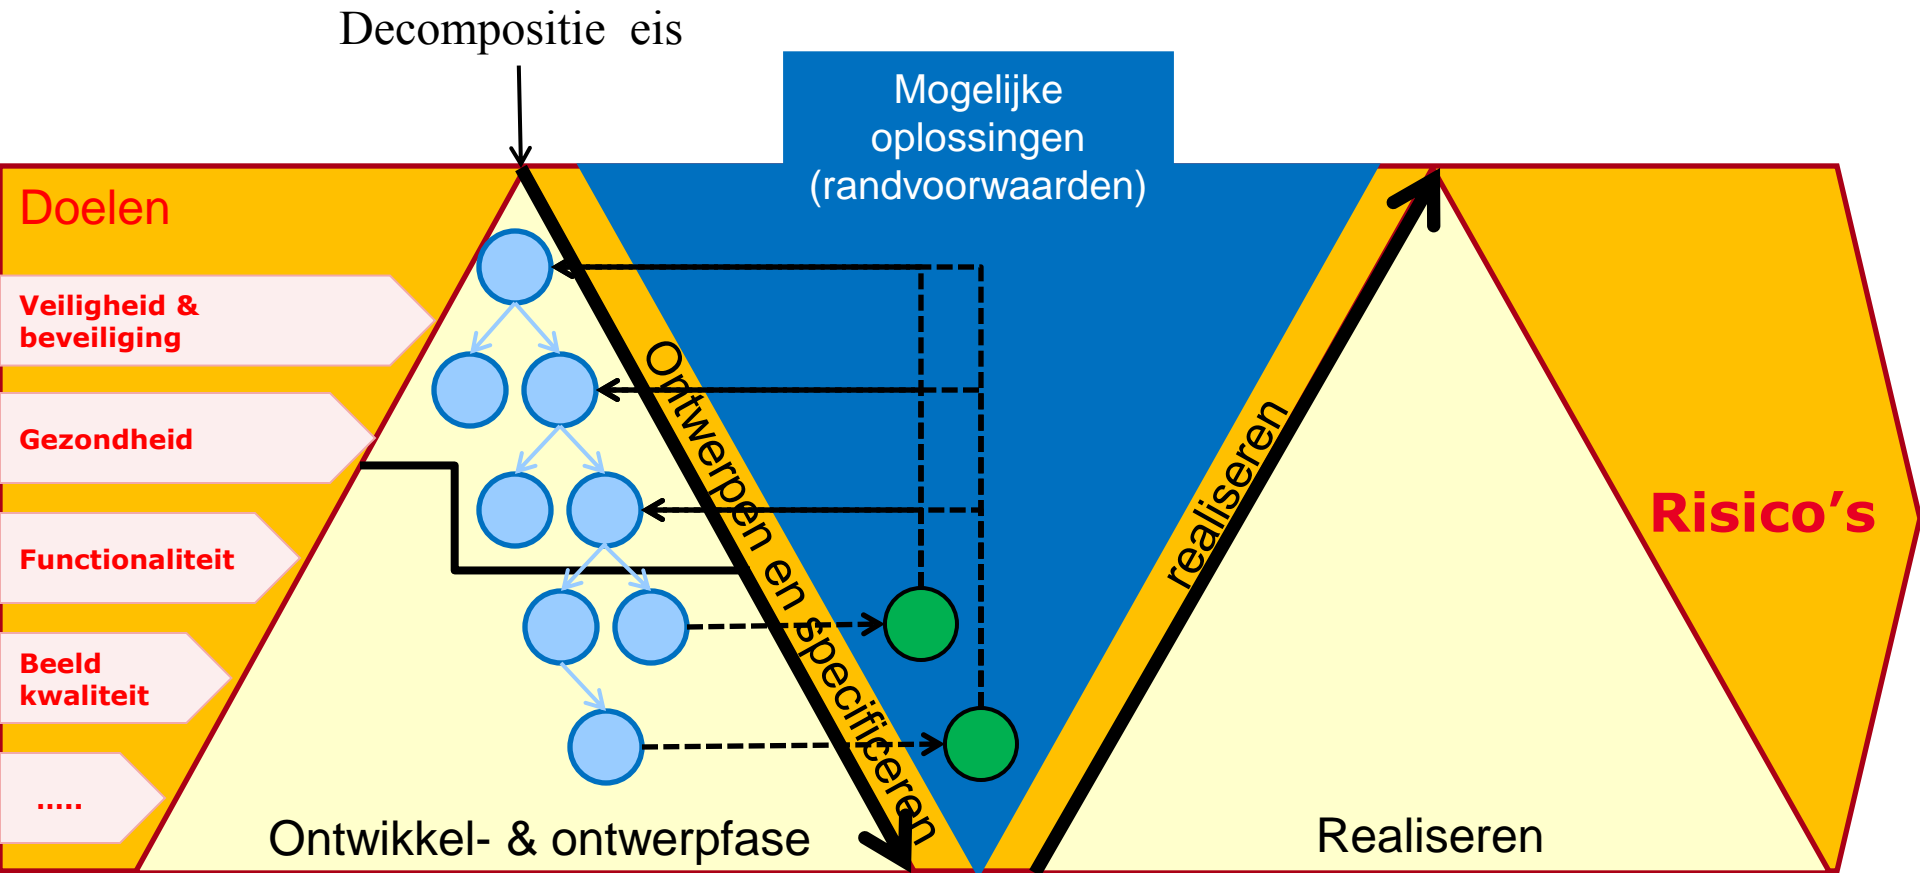 Decompositie eis
Mogelijke
oplossingen
(randvoorwaarden)
Doelen
Veiligheid &
beveiliging
Gezondheid
Functionaliteit
Beeld
kwaliteit
.....
Ontwerpen en specificeren
realiseren
Risico's
Ontwikkel- & ontwerpfase
Realiseren